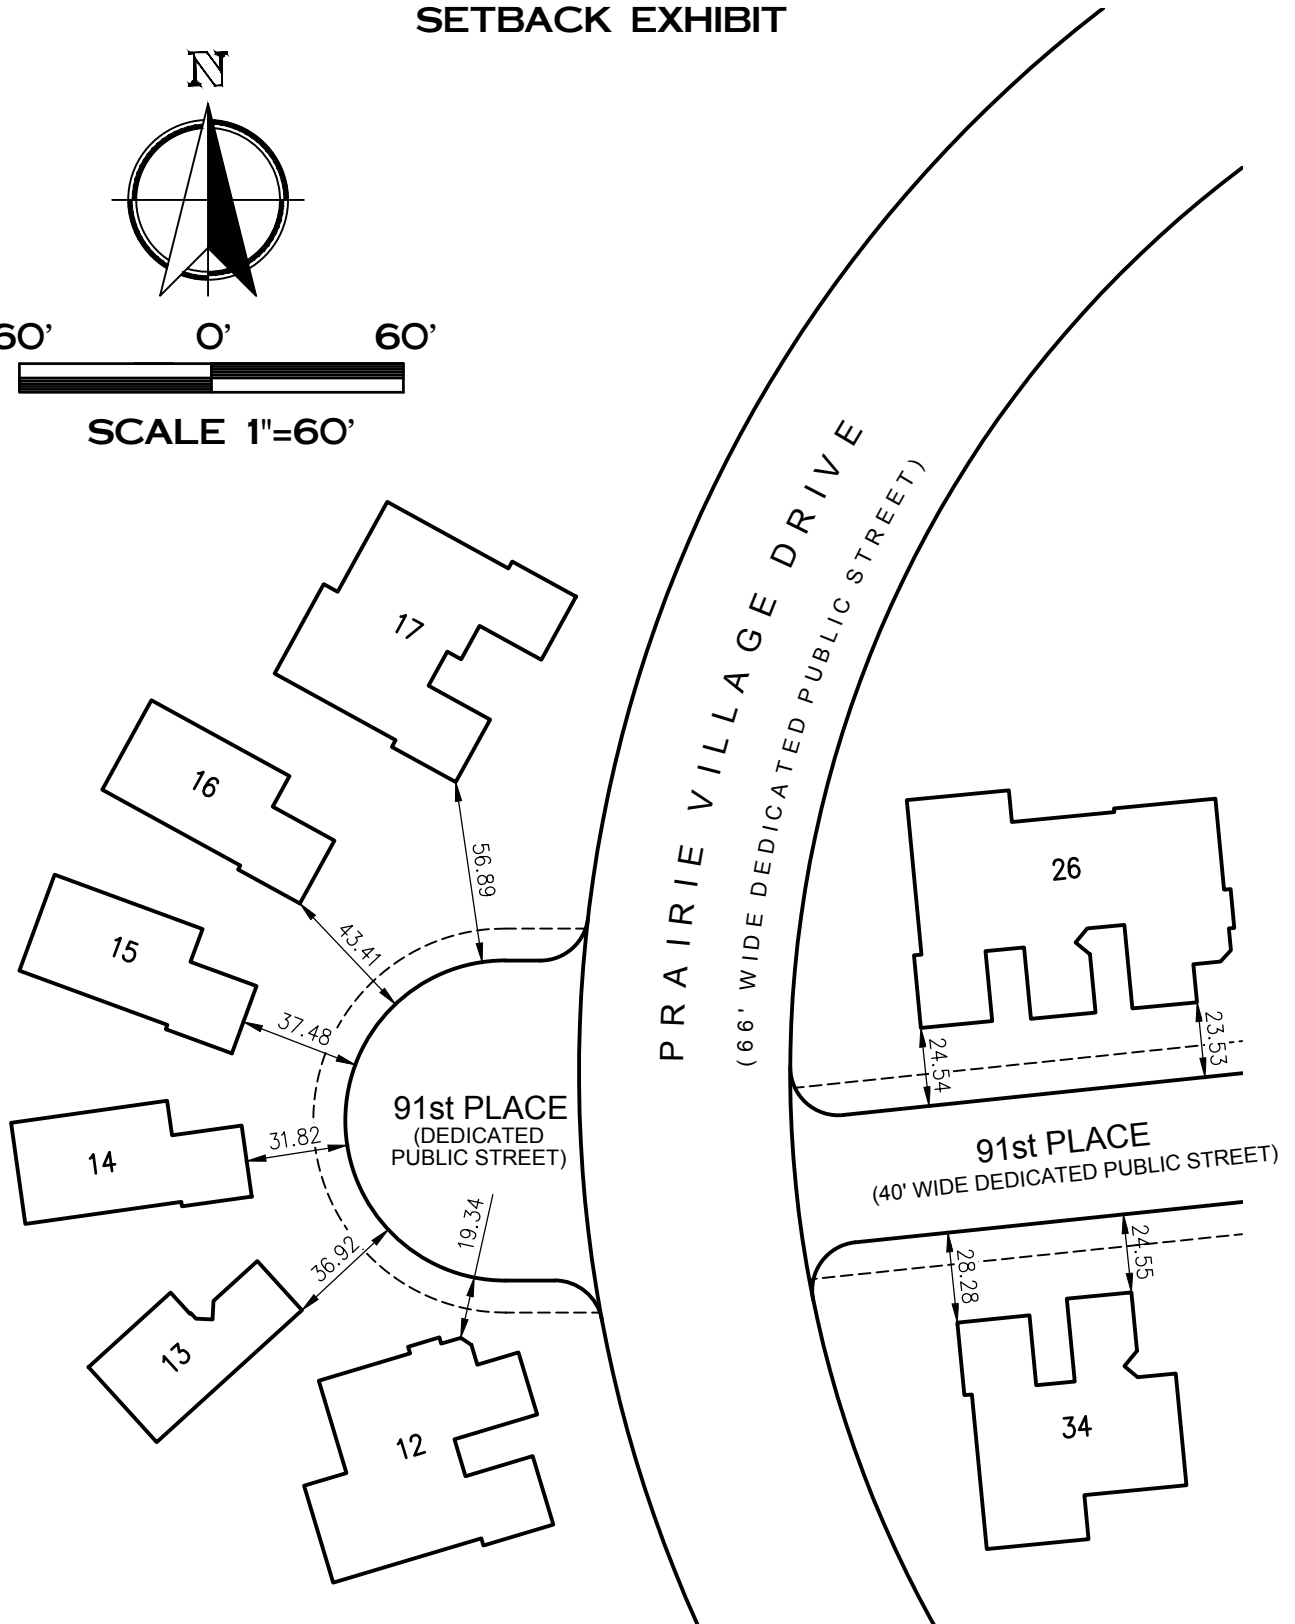 SETBACK EXHIBIT
N
60' 0' 60'
SCALE 1"=60'
PRAIRIE VILLAGE DRIVE
(66' WIDE DEDICATED PUBLIC STREET)
17
16
56.89
26
43.41
15
37.48
24.54
23.53
91st PLACE
(DEDICATED
PUBLIC STREET)
31.82
14
91st PLACE
(40' WIDE DEDICATED PUBLIC STREET)
19.34
36.92
28.28
24.55
13
12
34